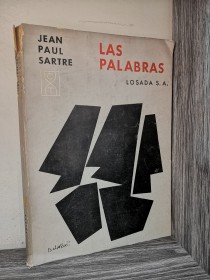 JEAN
PAUL
SARTRE
LAS
PALABRAS
LOSADA S. A.